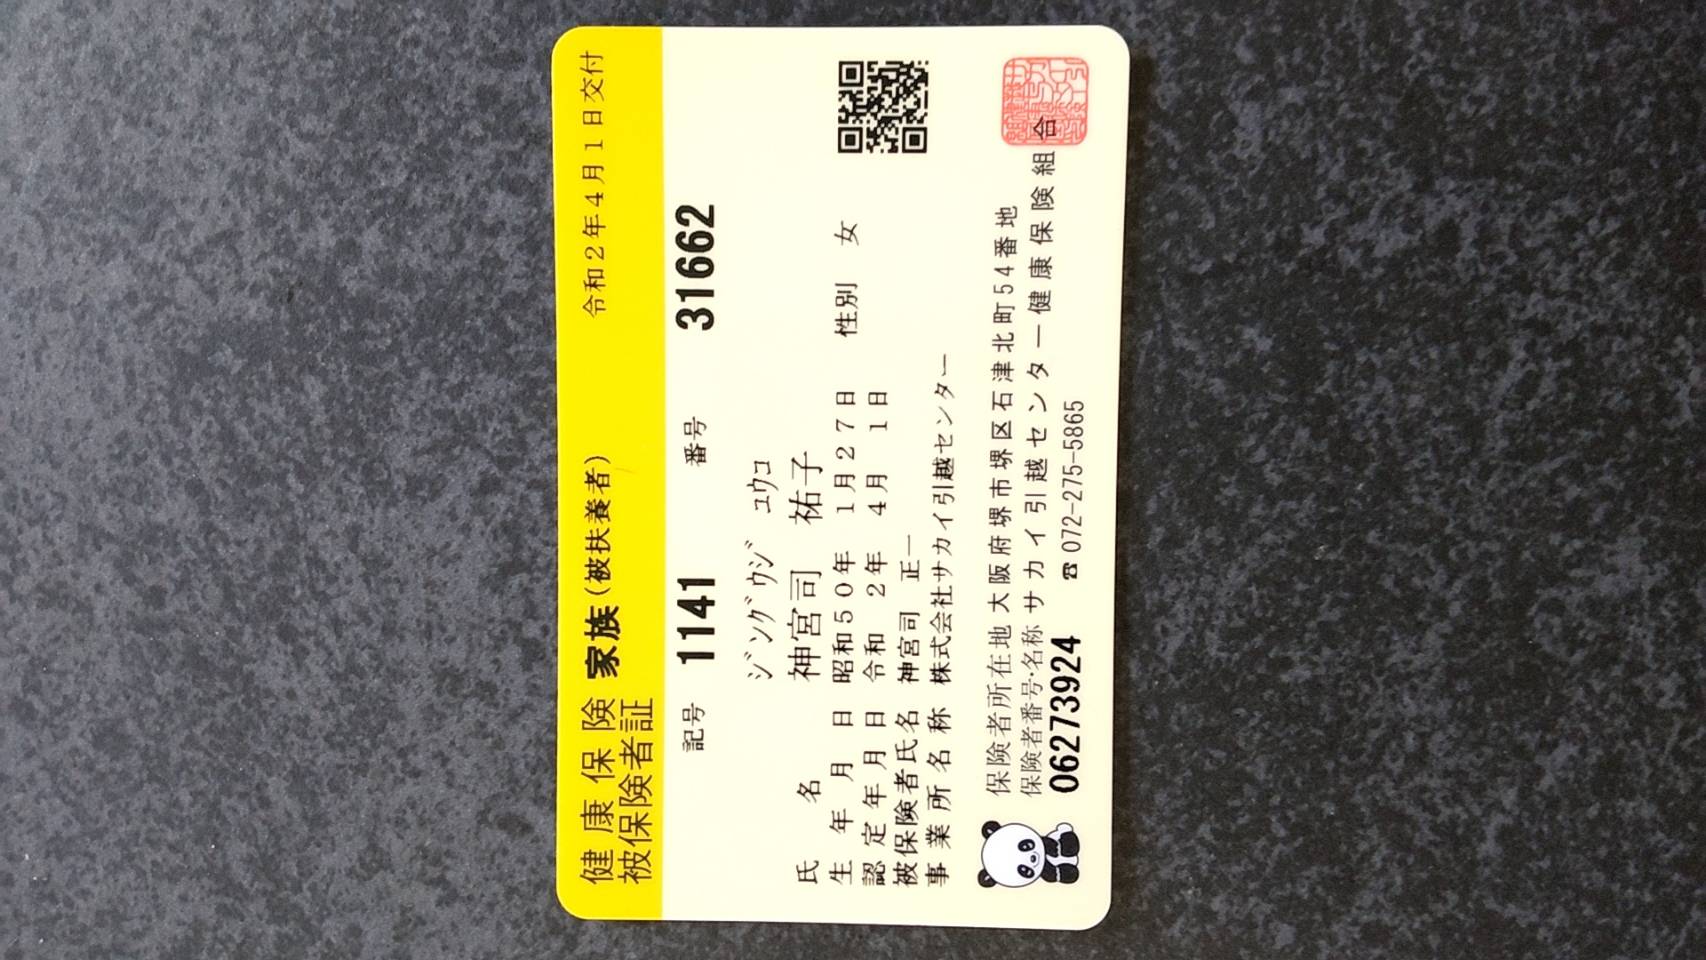 健康保険 家族(被扶養者) 令和2年4月1日交付
被保険者証
記号 1141 番号 31662
ジングウジ ユウコ
氏名 神宮司 祐子
生年月日 昭和50年 1月27日 性別 女
認定年月日 令和 2年 4月 1日
被保険者氏名 神宮司 正一
事業所名称 株式会社サカイ引越センター
保険者所在地 大阪府堺市堺区石津北町54番地
保険者番号・名称 サカイ引越センター健康保険組合
06273924 ☎072-275-5865